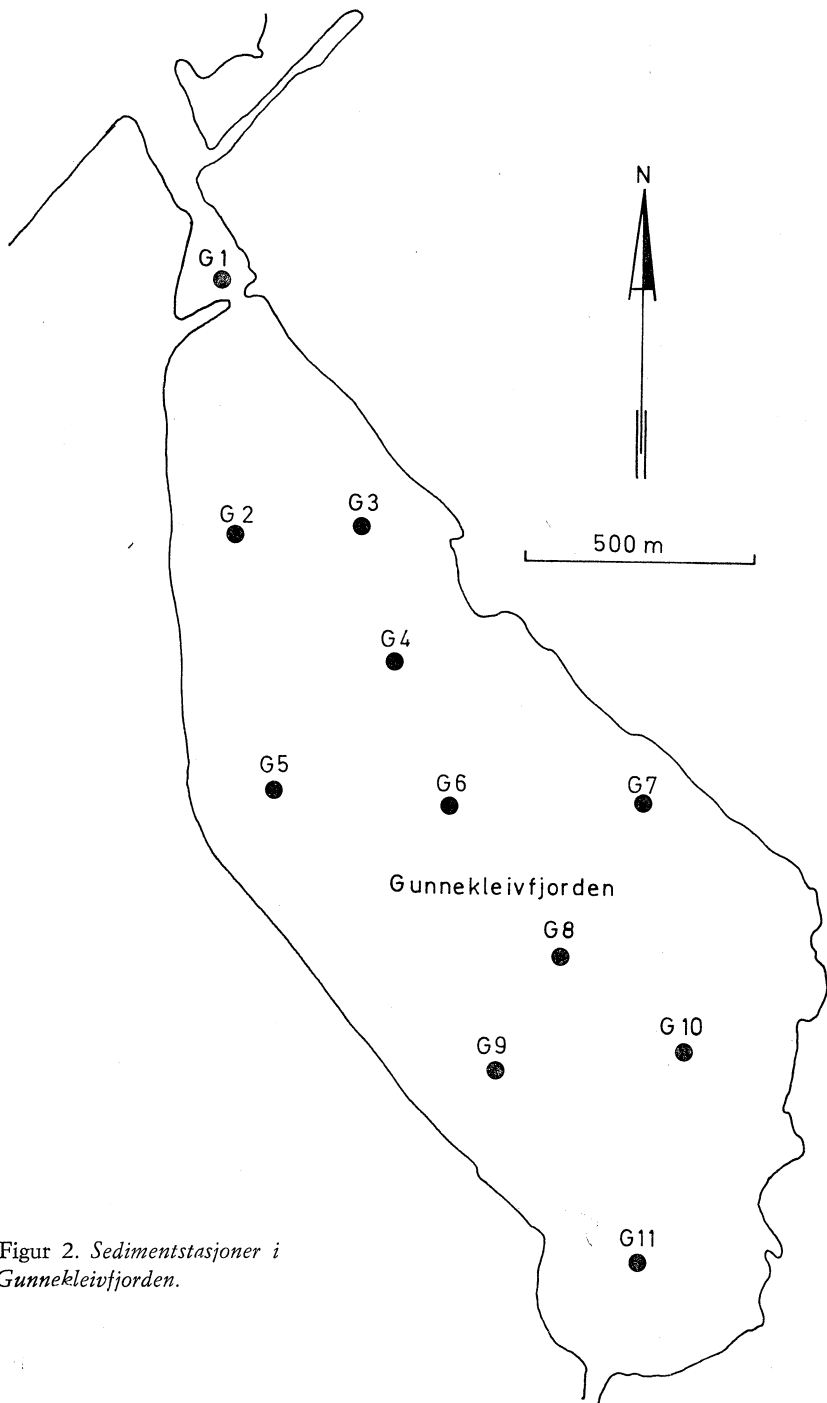 N
G1
500 m
G2
G3
G4
G5
G6
G7
Gunnekleivfjorden
G8
G9
G10
G11
Figur 2. Sedimentstasjoner i
Gunnekleivfjorden.